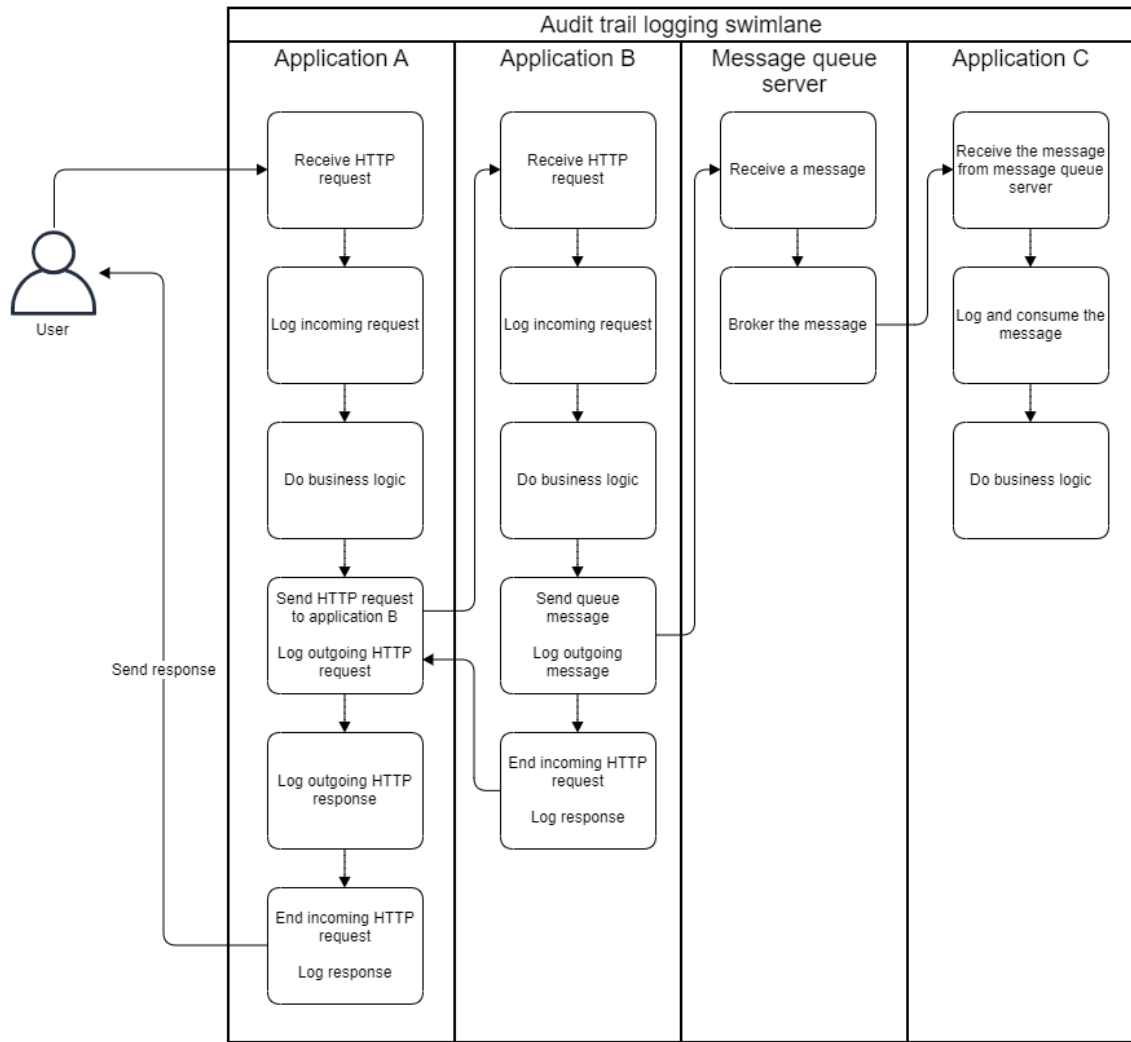 Audit trail logging swimlane
Application A
Application B
Message queue
server
Application C
Receive HTTP
request
Log incoming request
Do business logic
Send HTTP request
to application B
Log outgoing HTTP
request
Log outgoing HTTP
response
End incoming HTTP
request
Log response
Receive HTTP
request
Log incoming request
Do business logic
Send queue
message
Log outgoing
message
End incoming HTTP
request
Log response
Receive a message
Broker the message
Receive the message
from message queue
server
Log and consume the
message
Do business logic
User
Send response